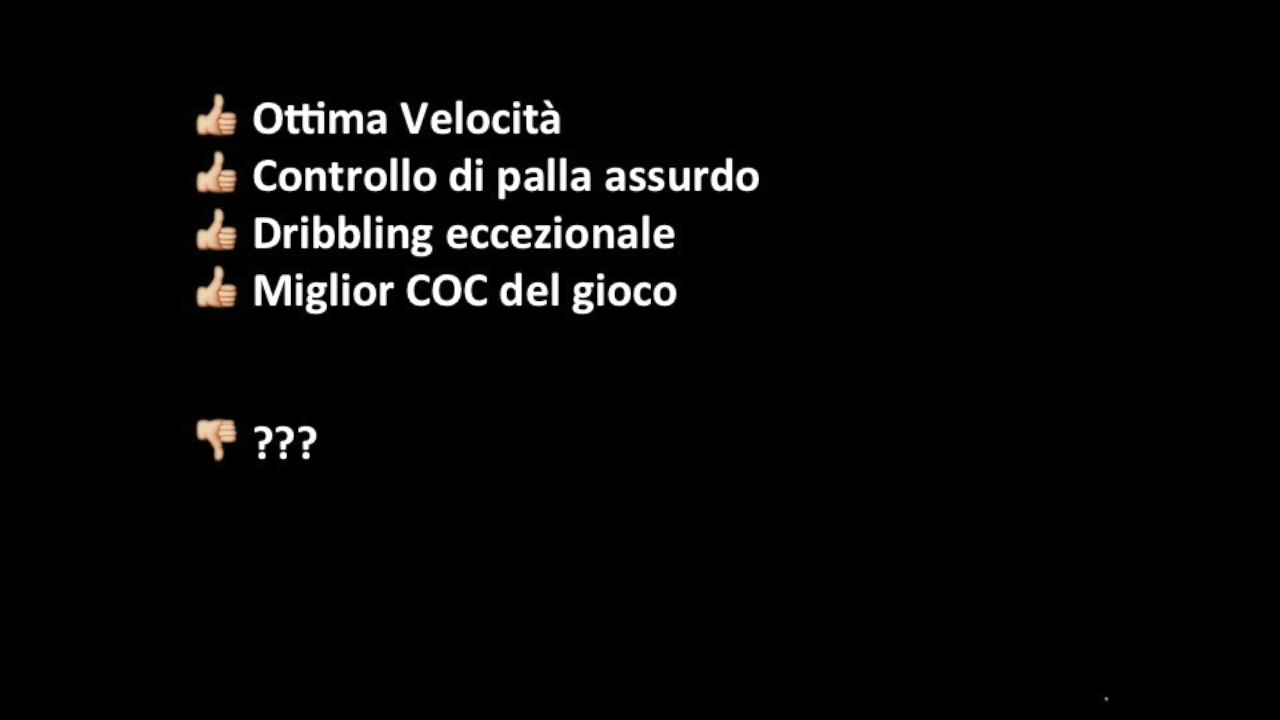 👍🏼 Ottima Velocità
👍🏼 Controllo di palla assurdo
👍🏼 Dribbling eccezionale
👍🏼 Miglior COC del gioco
👎🏼 ???